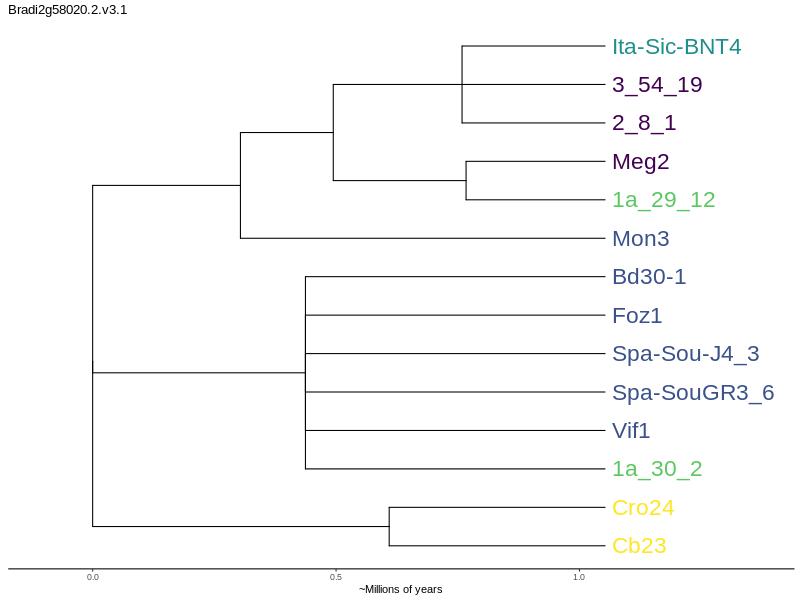 Bradi2g58020.2.v3.1
Ita-Sic-BNT4
3_54_19
2_8_1
Meg2
1a_29_12
Mon3
Bd30-1
Foz1
Spa-Sou-J4_3
Spa-SouGR3_6
Vif1
1a_30_2
Cro24
Cb23
0.0 0.5 1.0
~Millions of years